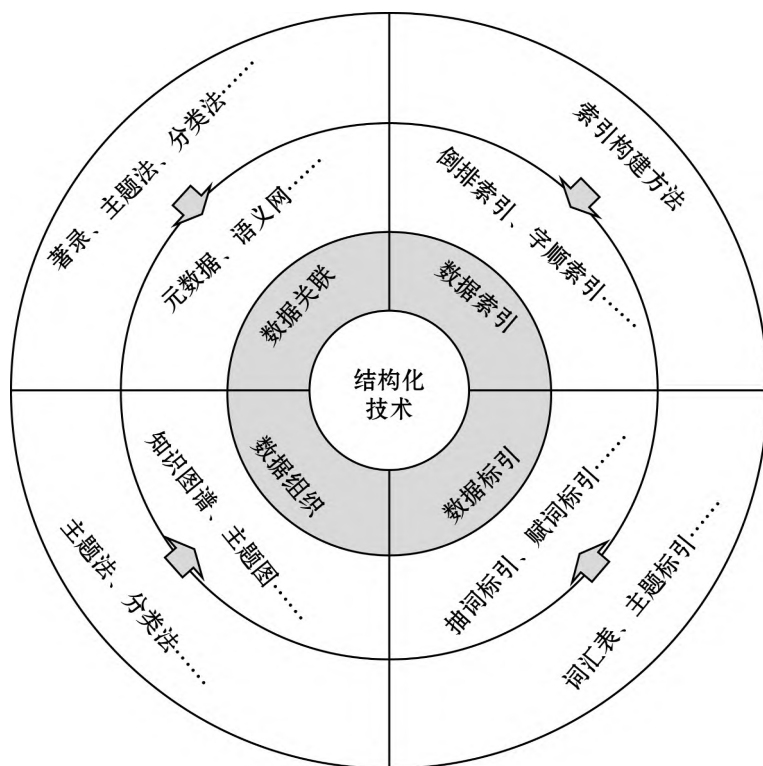 著录、主题法、分类法……
元数据、语义网……
数据关联
索引构建方法
倒排索引、字顺索引……
数据索引
结构化
技术
数据组织
知识图谱、主题图……
主题法、分类法……
数据标引
抽词标引、赋词标引……
词汇表、主题标引……